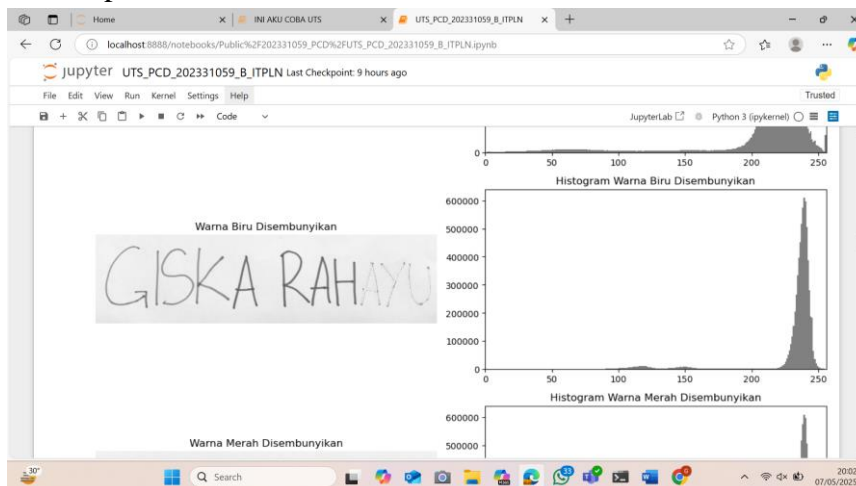 Home
INI AKU COBA UTS
UTS_PCD_202331059_B_ITPLN
localhost:8888/notebooks/Public%2F202331059_PCD%2FUTS_PCD_202331059_B_ITPLN.ipynb
jupyter UTS_PCD_202331059_B_ITPLN Last Checkpoint: 9 hours ago
File Edit View Run Kernel Settings Help
Trusted
Code
JupyterLab
Python 3 (ipykernel)
0
0 50 100 150 200 250
Histogram Warna Biru Disembunyikan
Warna Biru Disembunyikan
GISKA RAHAYU
600000
500000
400000
300000
200000
100000
0
0 50 100 150 200 250
Histogram Warna Merah Disembunyikan
Warna Merah Disembunyikan
600000
500000
30°
Search
33
20:02